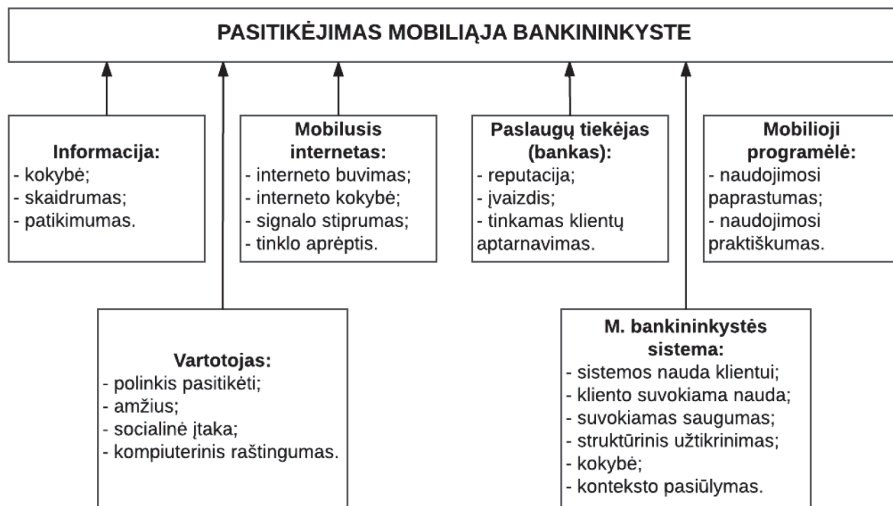 PASITIKĖJIMAS MOBILIĄJA BANKININKYSTE
Informacija:
- kokybė;
- skaidrumas;
- patikimumas.
Mobilusis
internetas:
- interneto buvimas;
- interneto kokybė;
- signalo stiprumas;
- tinklo aprėptis.
Paslaugų tiekėjas
(bankas):
- reputacija;
- įvaizdis;
- tinkamas klientų
aptarnavimas.
Mobilioji
programėlė:
- naudojimosi
paprastumas;
- naudojimosi
praktiškumas.
Vartotojas:
- polinkis pasitikėti;
- amžius;
- socialinė įtaka;
- kompiuterinis raštingumas.
M. bankininkystės
sistema:
- sistemos nauda klientui;
- kliento suvokiama nauda;
- suvokiamas saugumas;
- struktūrinis užtikrinimas;
- kokybė;
- konteksto pasiūlymas.